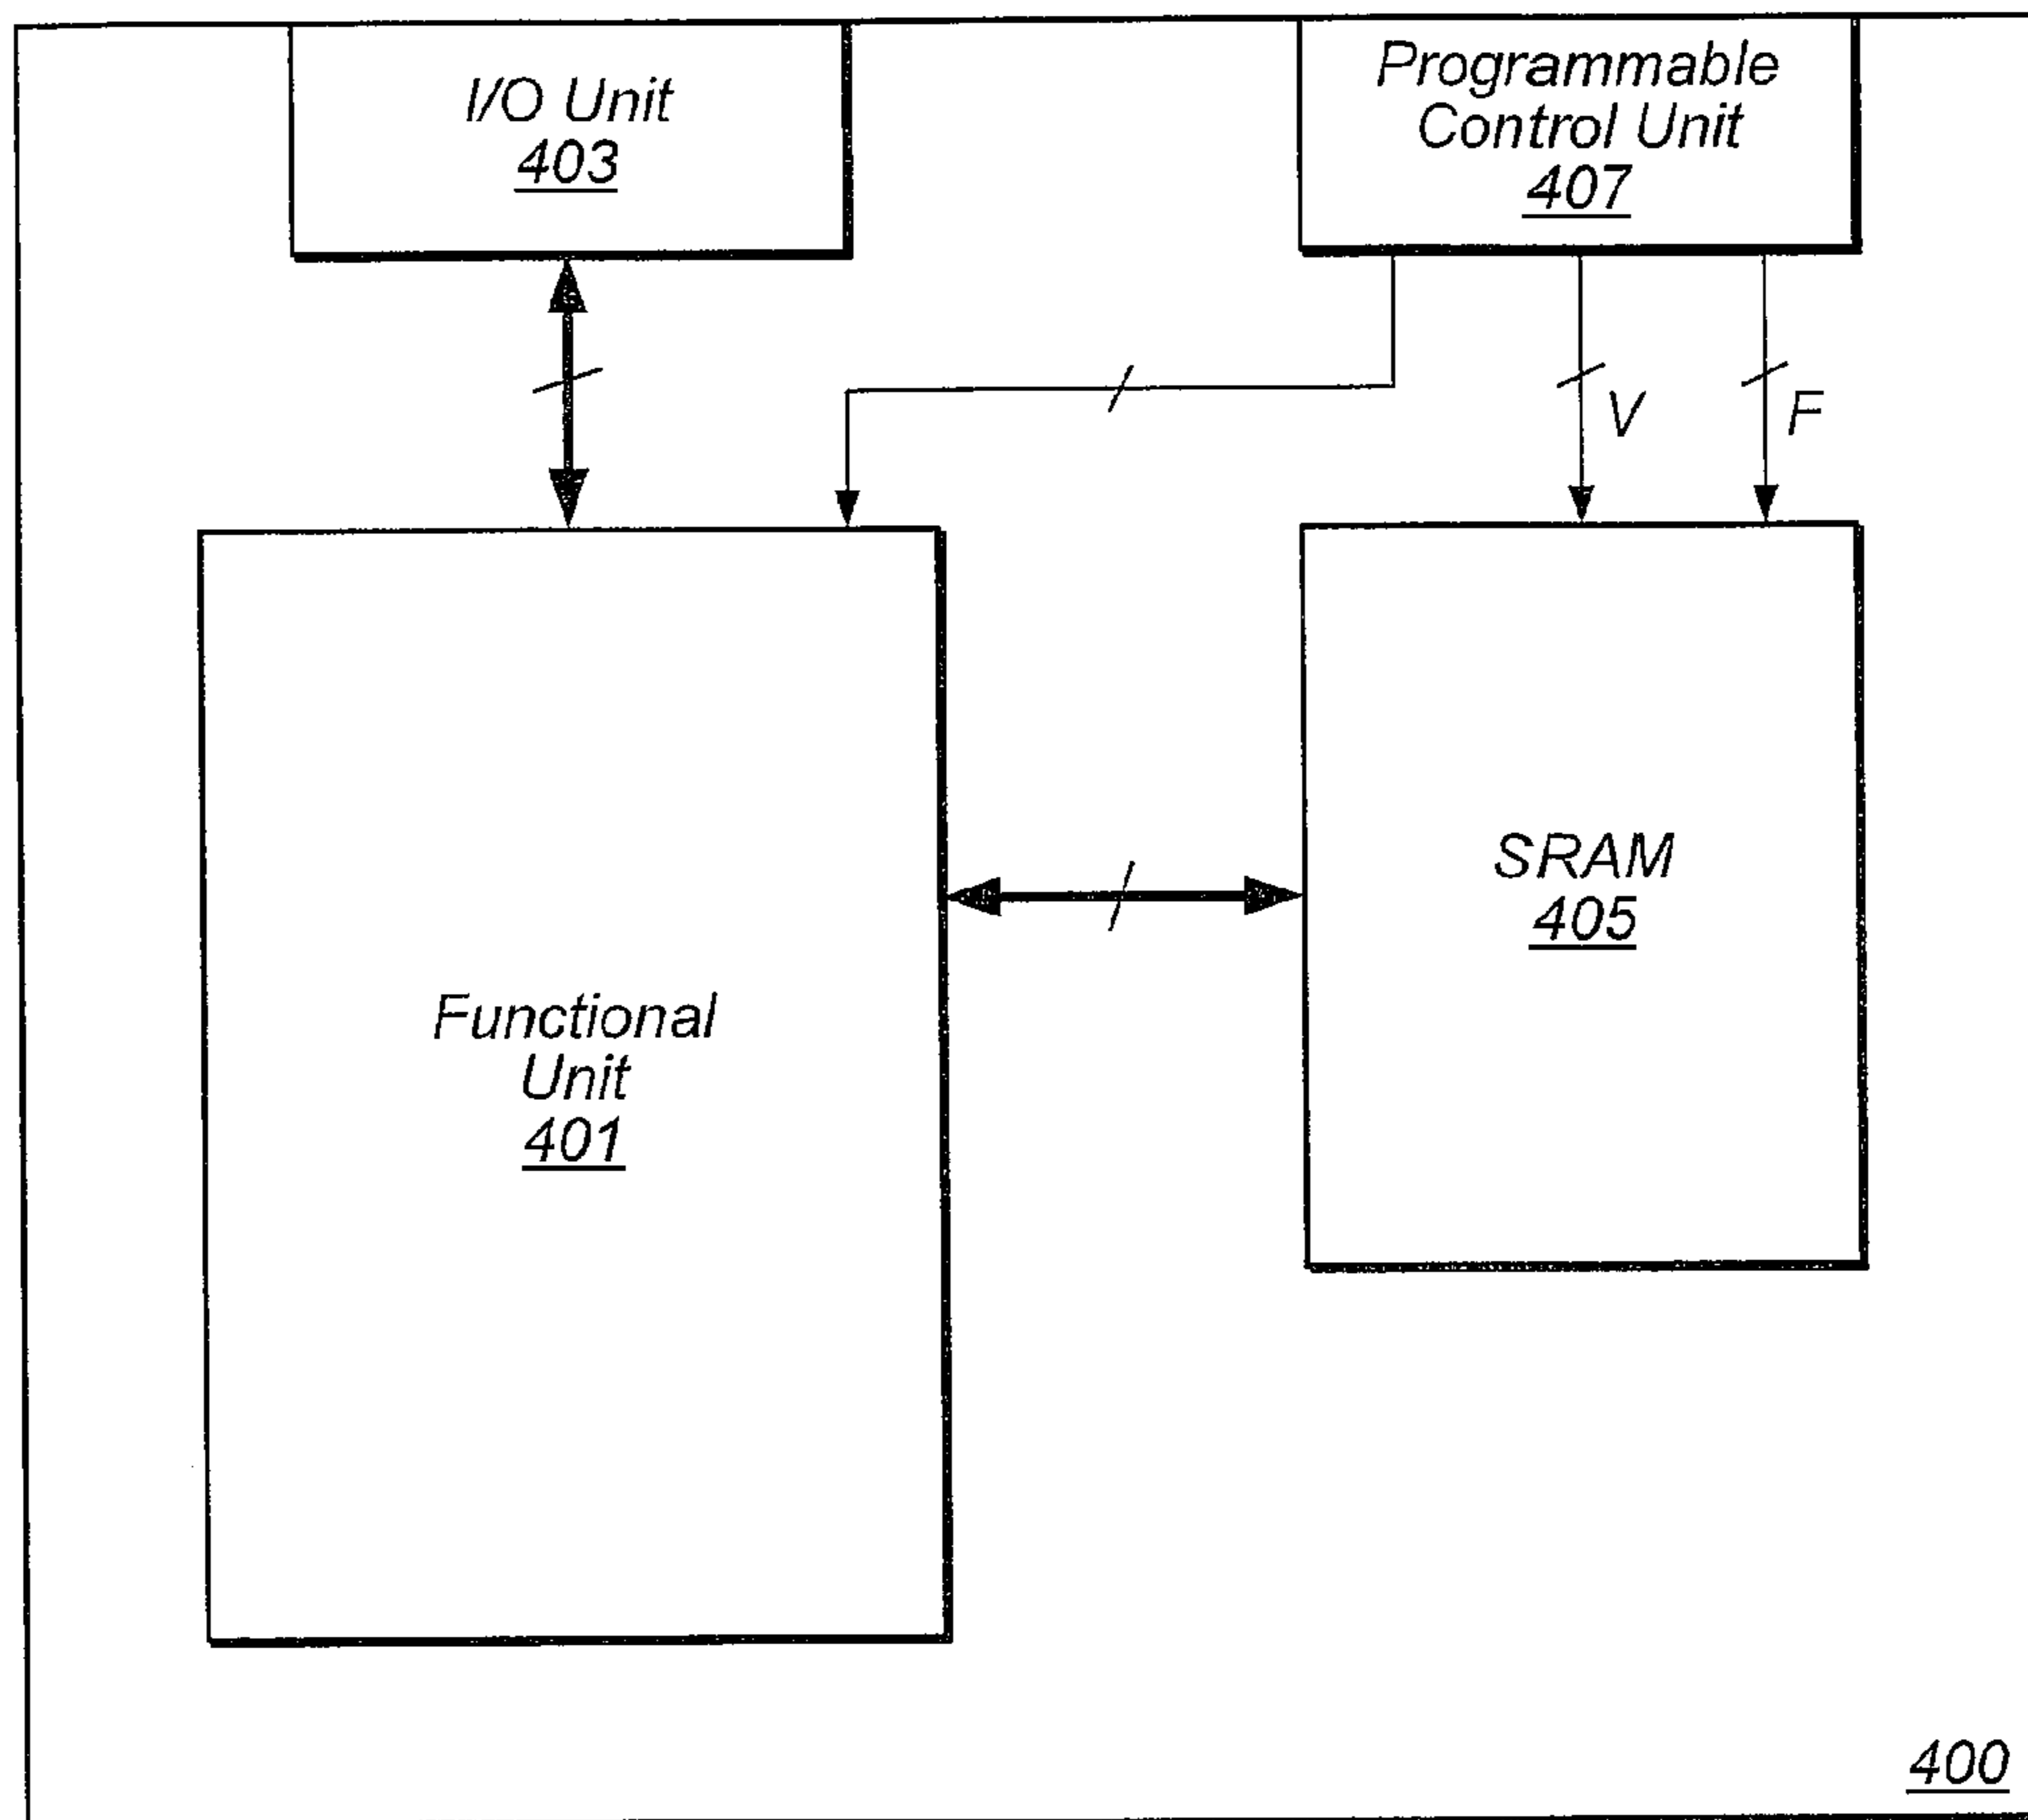 I/O Unit
403
Programmable
Control Unit
407
V
F
Functional
Unit
401
SRAM
405
400